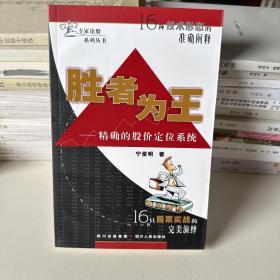 专家论股
系列丛书
16种技术形态的
准确阐释
胜者为王
——精确的股价定位系统
宁俊明 著
16只股票实战的
完美演绎
四川出版集团 四川人民出版社